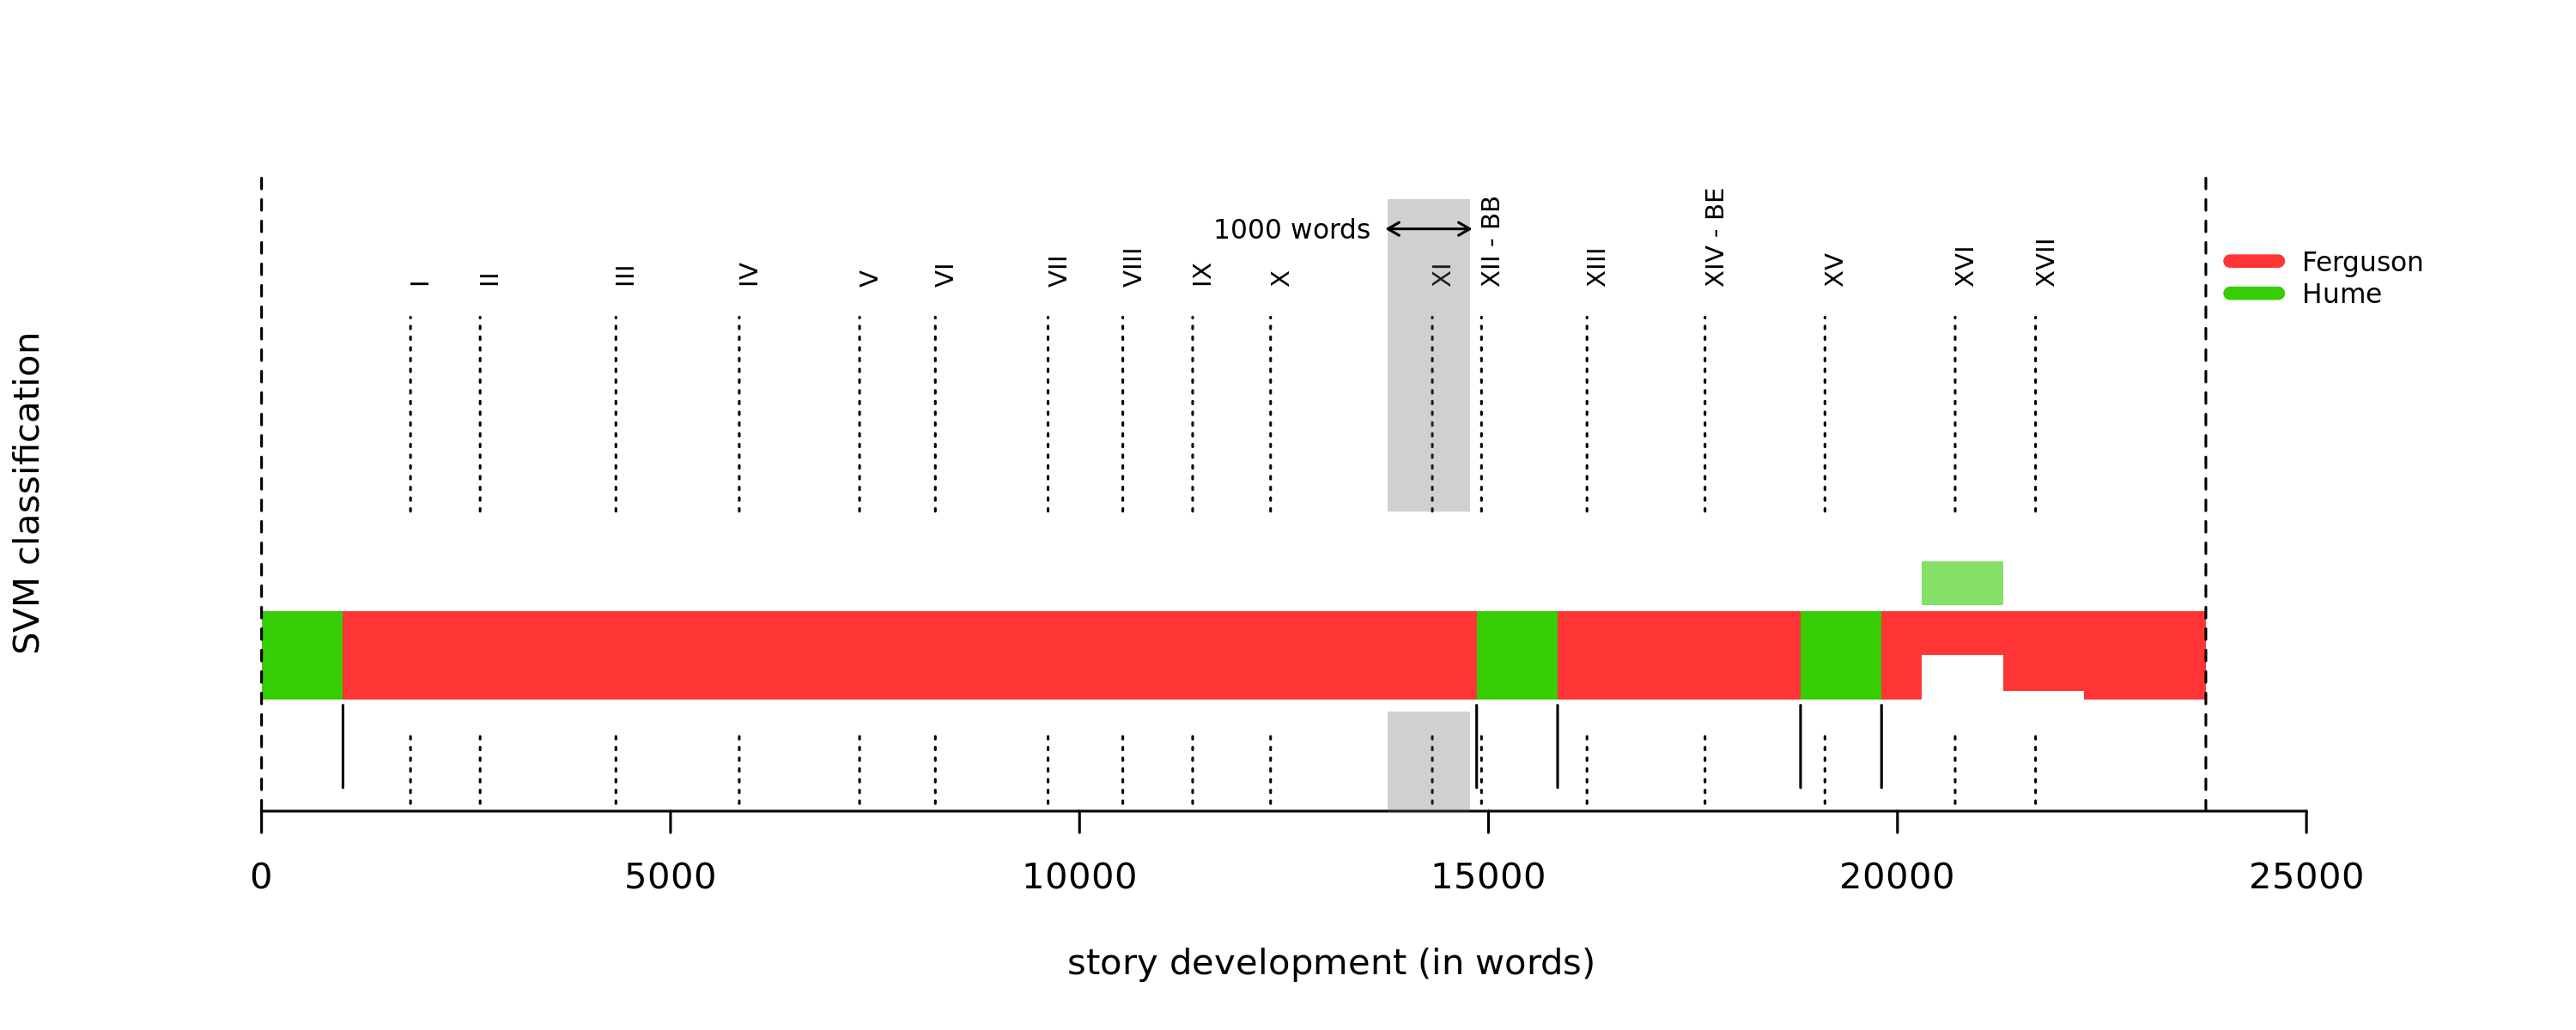 SVM classification
I
II
III
IV
V
VI
VII
VIII
IX
X
1000 words
XI
XII - BB
XIII
XIV - BE
XV
XVI
XVII
Ferguson
Hume
0
5000
10000
15000
20000
25000
story development (in words)